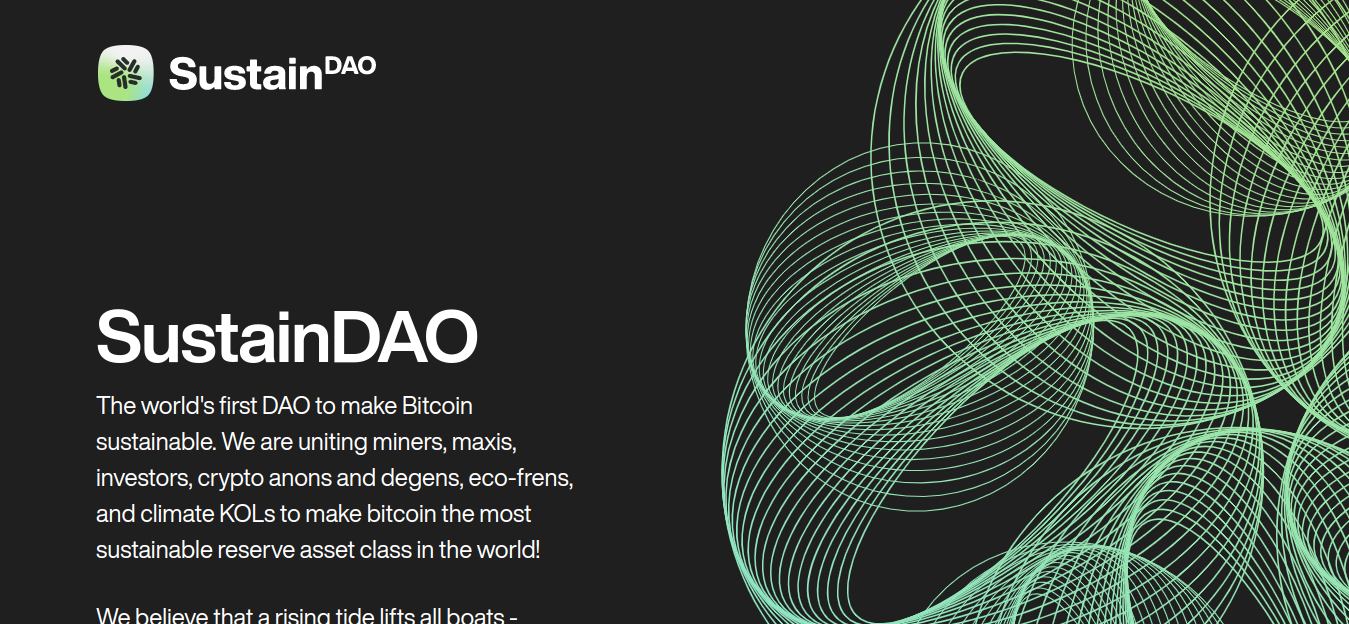 SustainDAO
SustainDAO
The world's first DAO to make Bitcoin
sustainable. We are uniting miners, maxis,
investors, crypto anons and degens, eco-frens,
and climate KOLs to make bitcoin the most
sustainable reserve asset class in the world!
We believe that a rising tide lifts all boats -